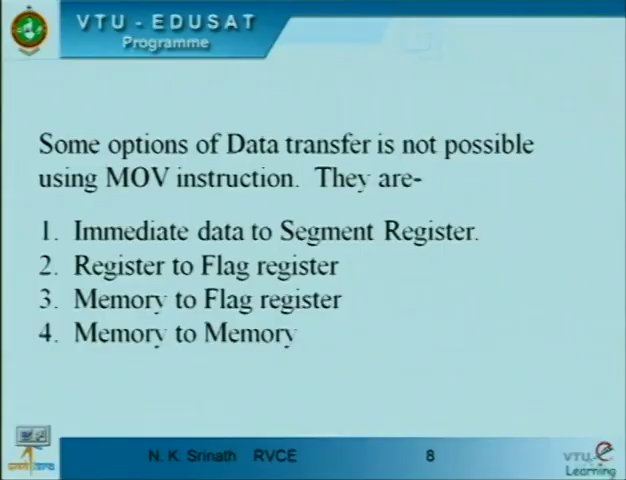 VTU - EDUSAT
Programme
Some options of Data transfer is not possible
using MOV instruction. They are-
1. Immediate data to Segment Register.
2. Register to Flag register
3. Memory to Flag register
4. Memory to Memory
N. K. Srinath RVCE 8
VTU-e
Learning